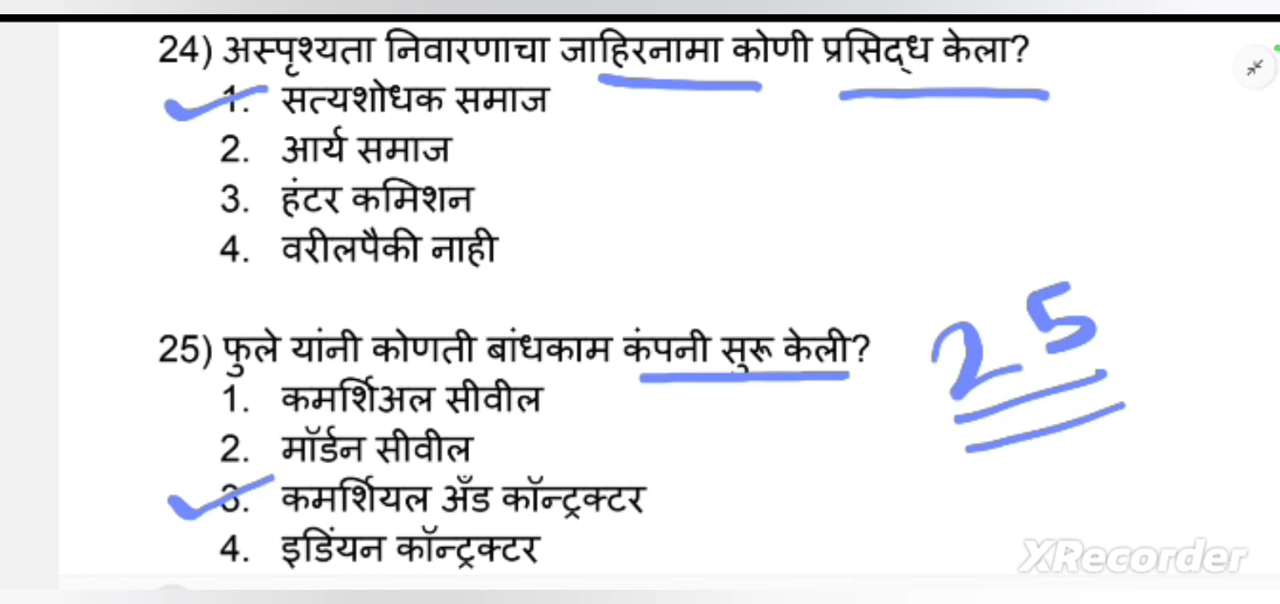 24) अस्पृश्यता निवारणाचा जाहिरनामा कोणी प्रसिद्ध केला?
1. सत्यशोधक समाज
2. आर्य समाज
3. हंटर कमिशन
4. वरीलपैकी नाही
25) फुले यांनी कोणती बांधकाम कंपनी सुरू केली?
25
1. कमर्शिअल सीवील
2. मॉर्डन सीवील
3. कमर्शियल अँड कॉन्ट्रक्टर
4. इडिंयन कॉन्ट्रक्टर
XRecorder